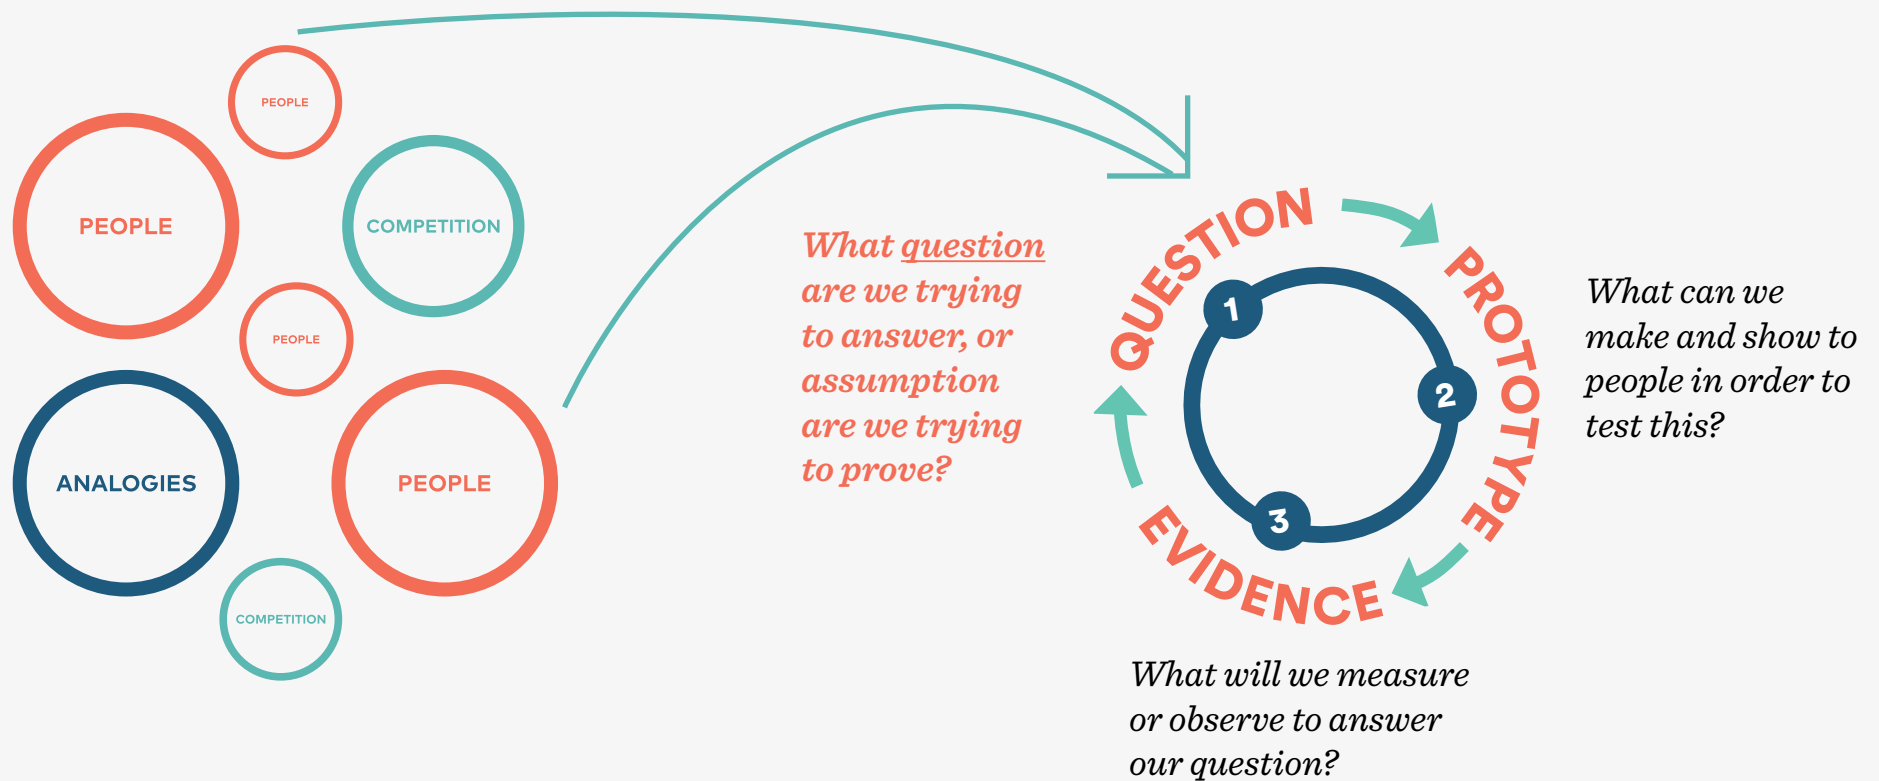 PEOPLE
PEOPLE
COMPETITION
PEOPLE
ANALOGIES
PEOPLE
COMPETITION
What question
are we trying
to answer, or
assumption
are we trying
to prove?
QUESTION
1
PROTOTYPE
2
EVIDENCE
3
What can we
make and show to
people in order to
test this?
What will we measure
or observe to answer
our question?